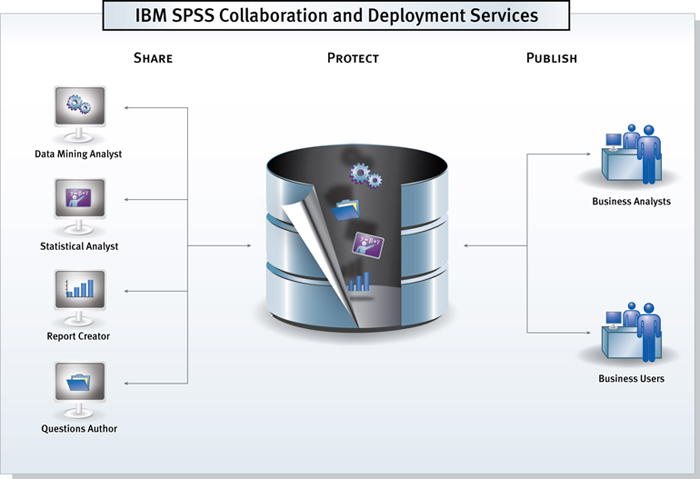 IBM SPSS Collaboration and Deployment Services
SHARE
PROTECT
PUBLISH
Data Mining Analyst
Statistical Analyst
Report Creator
Questions Author
Business Analysts
Business Users